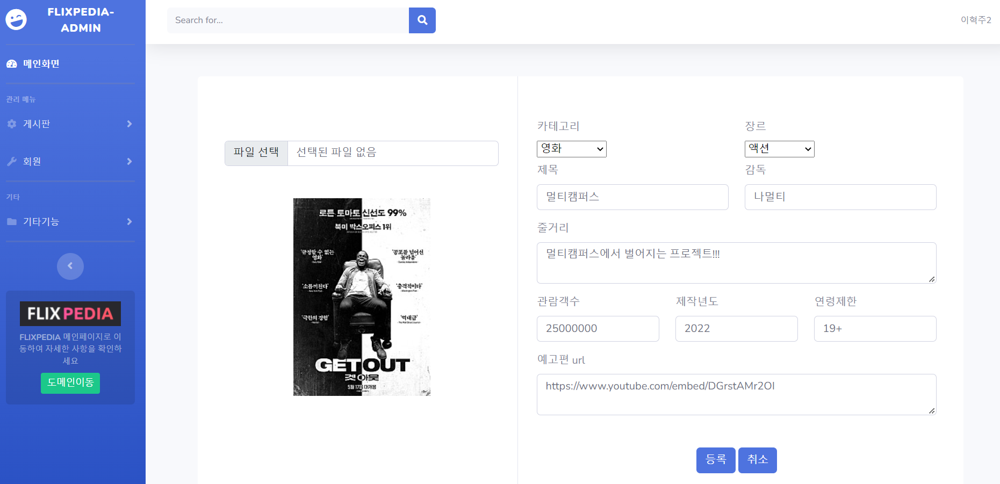 FLIXPEDIA-
ADMIN
Search for...
이혁주2
메인화면
관리 메뉴
게시판
회원
기타
기타기능
FLIXPEDIA
FLIXPEDIA 메인페이지로 이
동하여 자세한 사항을 확인하
세요
도메인이동
파일 선택 선택된 파일 없음
로튼 토마토 신선도 99%
북미 박스오피스 1위
'규정할 수 없는
영화'
'공포를 넘어선
놀라움'
'소름끼친다'
'충격적이다'
'극한의 경험'
'역대급'
GET OUT
겟 아웃
5월 17일 대개봉
카테고리 장르
영화 액션
제목 감독
멀티캠퍼스 나멀티
줄거리
멀티캠퍼스에서 벌어지는 프로젝트!!!
관람객수 제작년도 연령제한
25000000 2022 19+
예고편 url
https://www.youtube.com/embed/DGrstAMr2OI
등록 취소